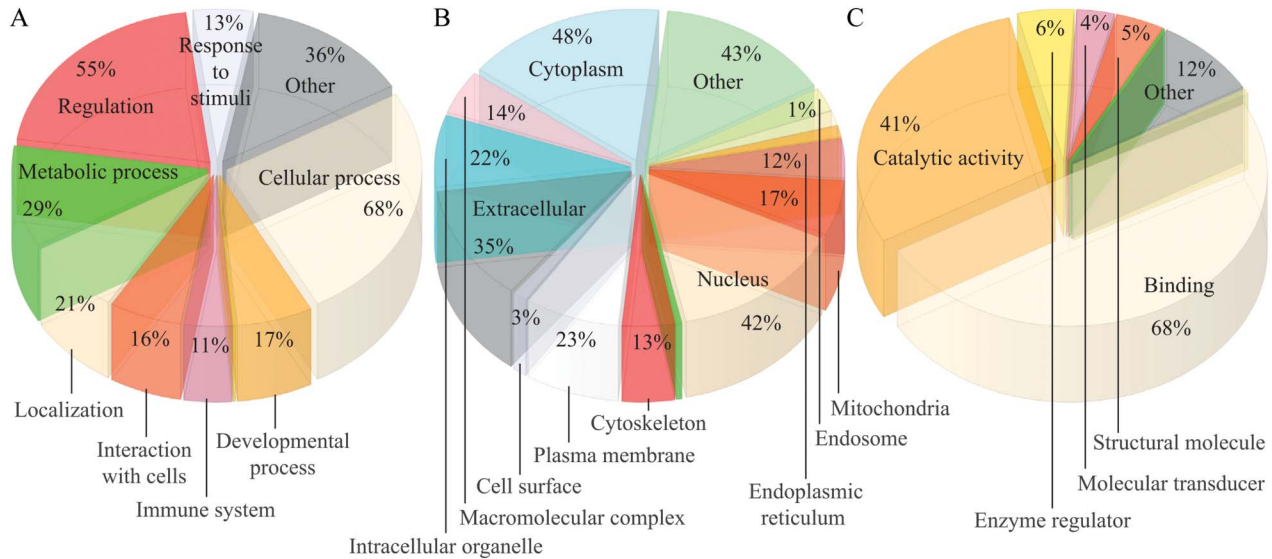 A
13%
Response
to
stimuli
36%
Other
55%
Regulation
Metabolic process
29%
Cellular process
68%
21%
16%
11%
17%
Localization
Interaction
with cells
Immune system
Developmental
process
B
48%
Cytoplasm
43%
Other
14%
1%
22%
12%
17%
Extracellular
35%
Nucleus
42%
3%
23%
13%
Cytoskeleton
Plasma membrane
Cell surface
Macromolecular complex
Intracellular organelle
Mitochondria
Endosome
Endoplasmic
reticulum
C
6%
4%
5%
12%
Other
41%
Catalytic activity
Binding
68%
Structural molecule
Molecular transducer
Enzyme regulator